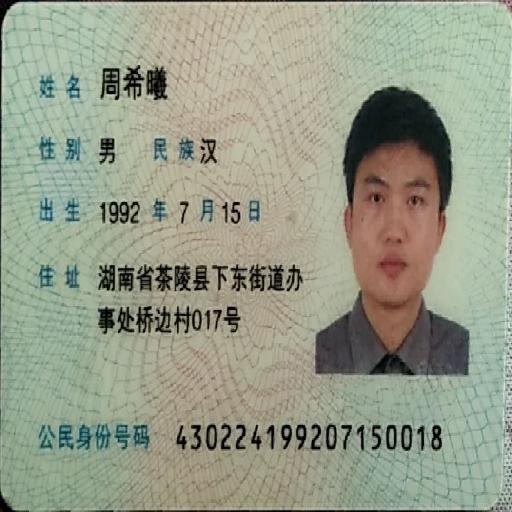 姓名 周希曦
性别 男 民族 汉
出生 1992 年 7 月 15 日
住址 湖南省茶陵县下东街道办
事处桥边村017号
公民身份号码 430224199207150018